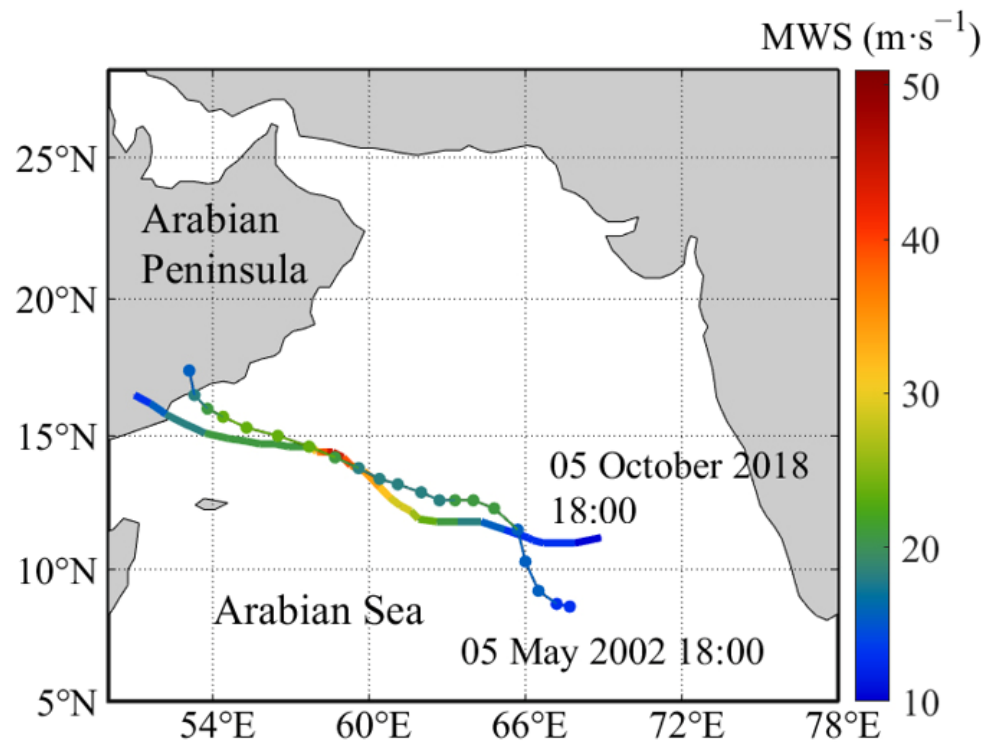 MWS (m·s⁻¹)
50
25°N
Arabian
Peninsula
40
20°N
30
15°N
05 October 2018
18:00
20
10°N
Arabian Sea
05 May 2002 18:00
5°N
10
54°E
60°E
66°E
72°E
78°E